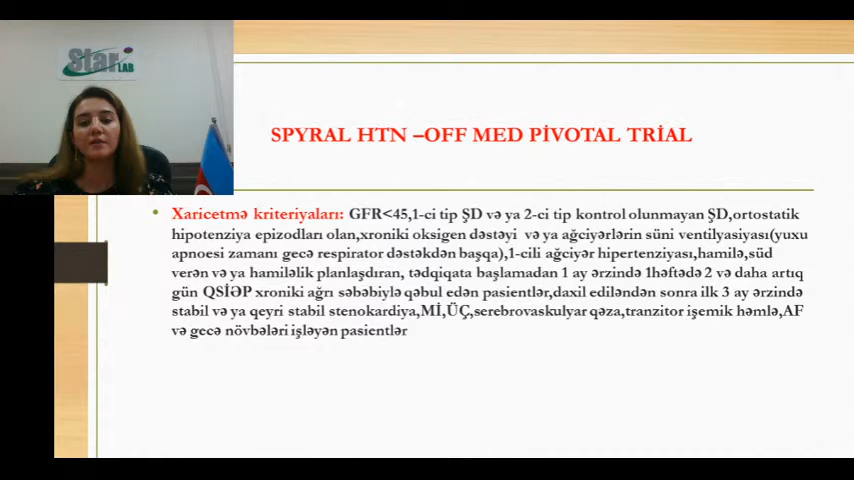 Star
LAB
SPYRAL HTN –OFF MED PİVOTAL TRİAL
• Xaricetmə kriteriyaları: GFR<45,1-ci tip ŞD və ya 2-ci tip kontrol olunmayan ŞD,ortostatik
hipotenziya epizodları olan,xroniki oksigen dəstəyi və ya ağciyərlərin süni ventilyasiyası(yuxu
apnoesi zamanı gecə respirator dəstəkdən başqa),1-cili ağciyər hipertenziyası,hamilə,süd
verən və ya hamiləlik planlaşdıran, tədqiqata başlamadan 1 ay ərzində 1həftədə 2 və daha artıq
gün QSİƏP xroniki ağrı səbəbiylə qəbul edən pasientlər,daxil ediləndən sonra ilk 3 ay ərzində
stabil və ya qeyri stabil stenokardiya,Mİ,ÜÇ,serebrovaskulyar qəza,tranzitor işemik həmlə,AF
və gecə növbələri işləyən pasientlər